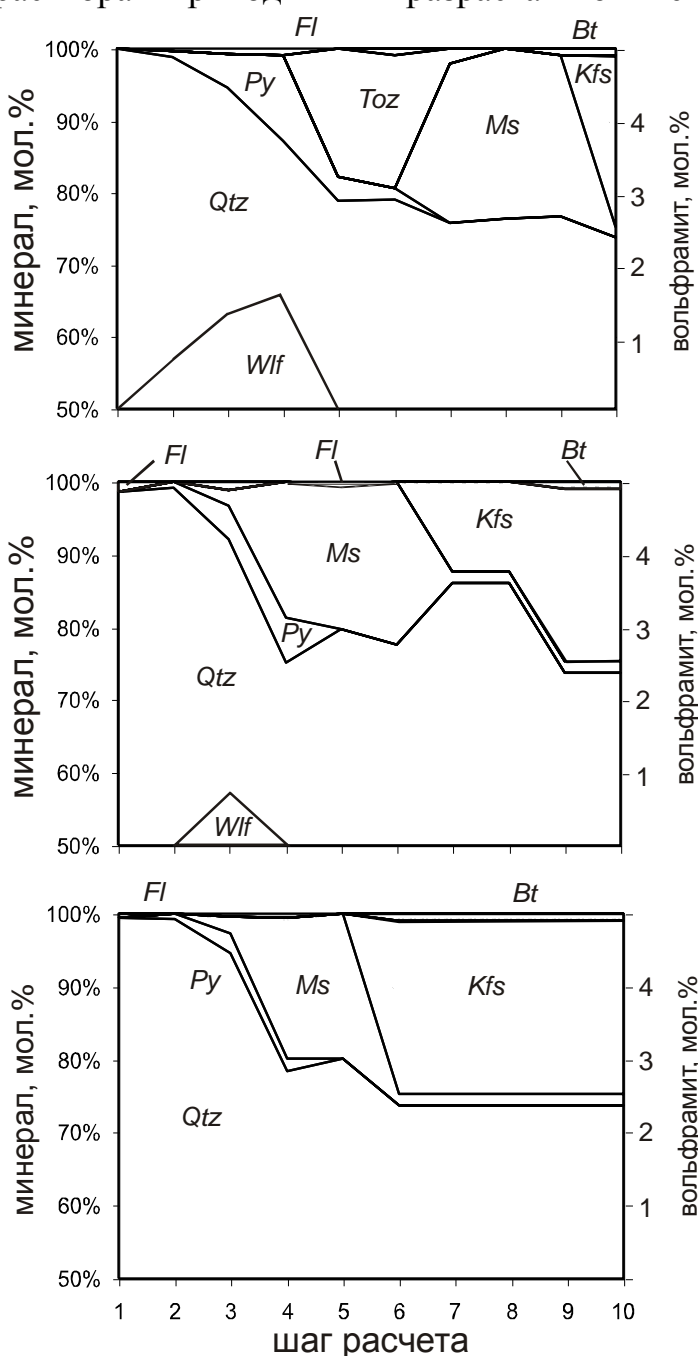 Fl Bt
100%
Py Toz Kfs
90% Ms 4
80% Qtz 3
70% 2
60% Wlf 1
50%
минерал, мол.%
вольфрамит, мол.%
Fl Fl Bt
100%
Kfs
90% Ms 4
80% Py 3
Qtz
70% 2
60% 1
Wlf
50%
минерал, мол.%
вольфрамит, мол.%
Fl Bt
100%
Py Ms Kfs
90% 4
80% 3
Qtz
70% 2
60% 1
50%
минерал, мол.%
вольфрамит, мол.%
1 2 3 4 5 6 7 8 9 10
шаг расчета